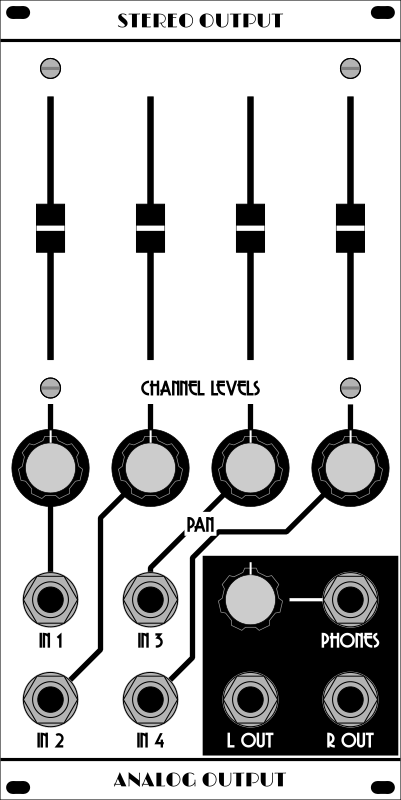 STEREO OUTPUT
CHANNEL LEVELS
PAN
IN 1
IN 3
PHONES
IN 2
IN 4
L OUT
R OUT
ANALOG OUTPUT